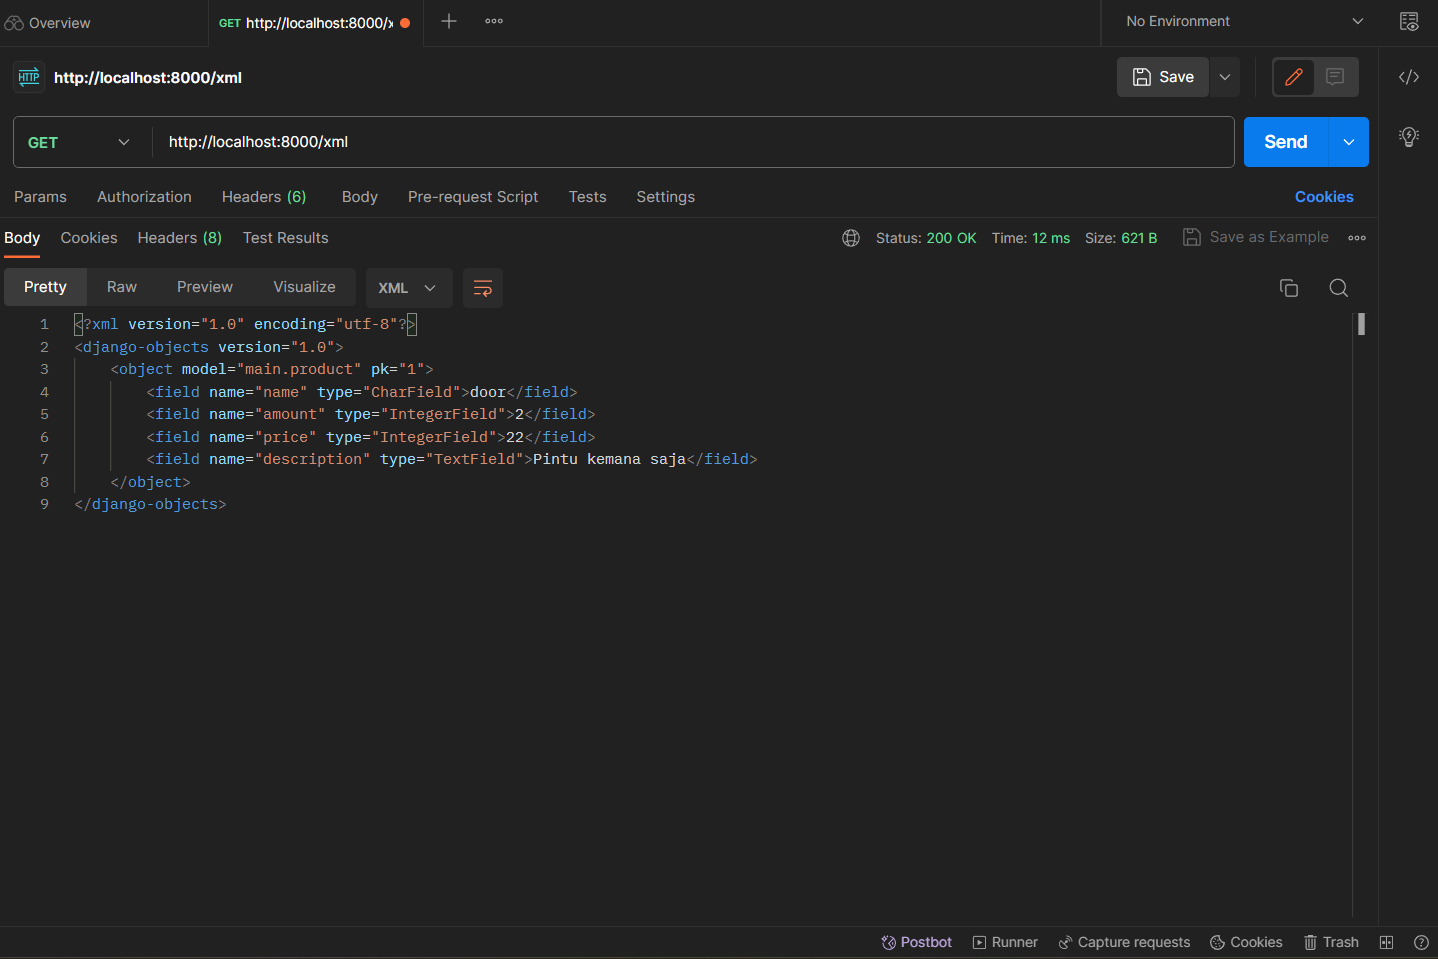 Overview
GET http://localhost:8000/x
No Environment
HTTP http://localhost:8000/xml
Save
GET http://localhost:8000/xml
Send
Params Authorization Headers (6) Body Pre-request Script Tests Settings Cookies
Body Cookies Headers (8) Test Results Status: 200 OK Time: 12 ms Size: 621 B Save as Example
Pretty Raw Preview Visualize XML
1 <?xml version="1.0" encoding="utf-8"?>
2 <django-objects version="1.0">
3 <object model="main.product" pk="1">
4 <field name="name" type="CharField">door</field>
5 <field name="amount" type="IntegerField">2</field>
6 <field name="price" type="IntegerField">22</field>
7 <field name="description" type="TextField">Pintu kemana saja</field>
8 </object>
9 </django-objects>
Postbot Runner Capture requests Cookies Trash